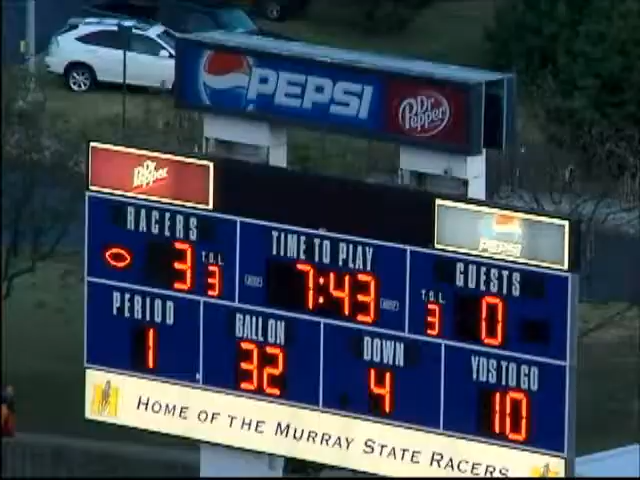 PEPSI
Dr Pepper
Dr Pepper
pepsi
RACERS
TIME TO PLAY
GUESTS
3 T.O.L. 3
7:43
T.O.L. 3 0
PERIOD
BALL ON
DOWN
YDS TO GO
1
32
4
10
HOME OF THE MURRAY STATE RACERS